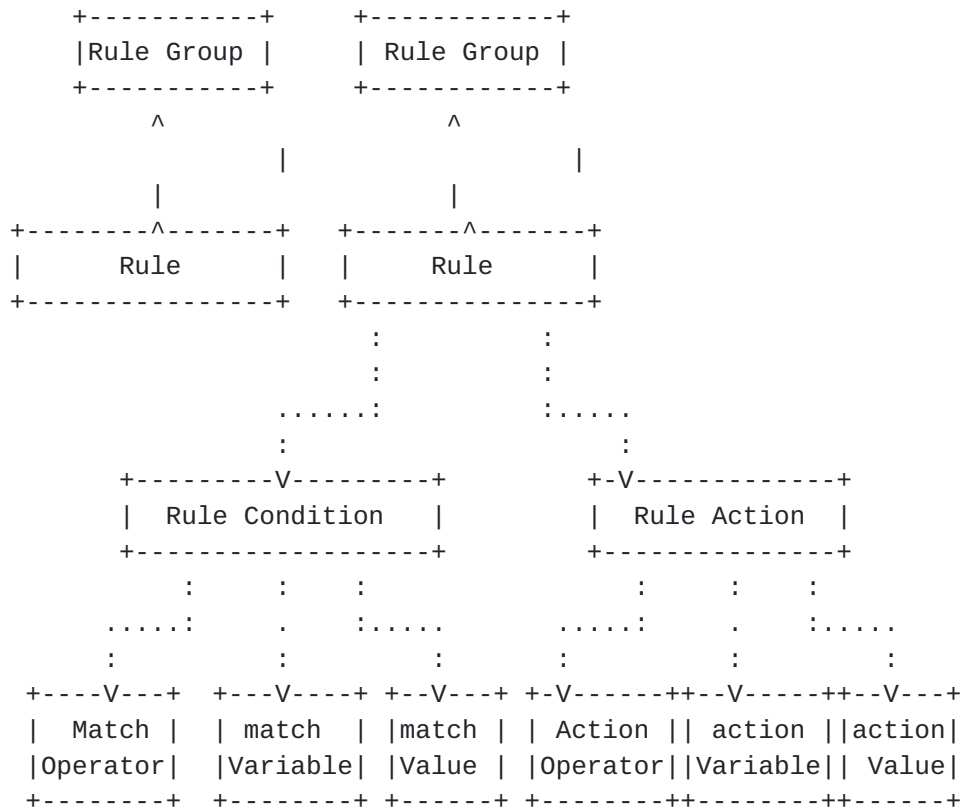 Rule Group Rule Group
Rule Rule
Rule Condition Rule Action
Match match match Action action action
Operator Variable Value Operator Variable Value